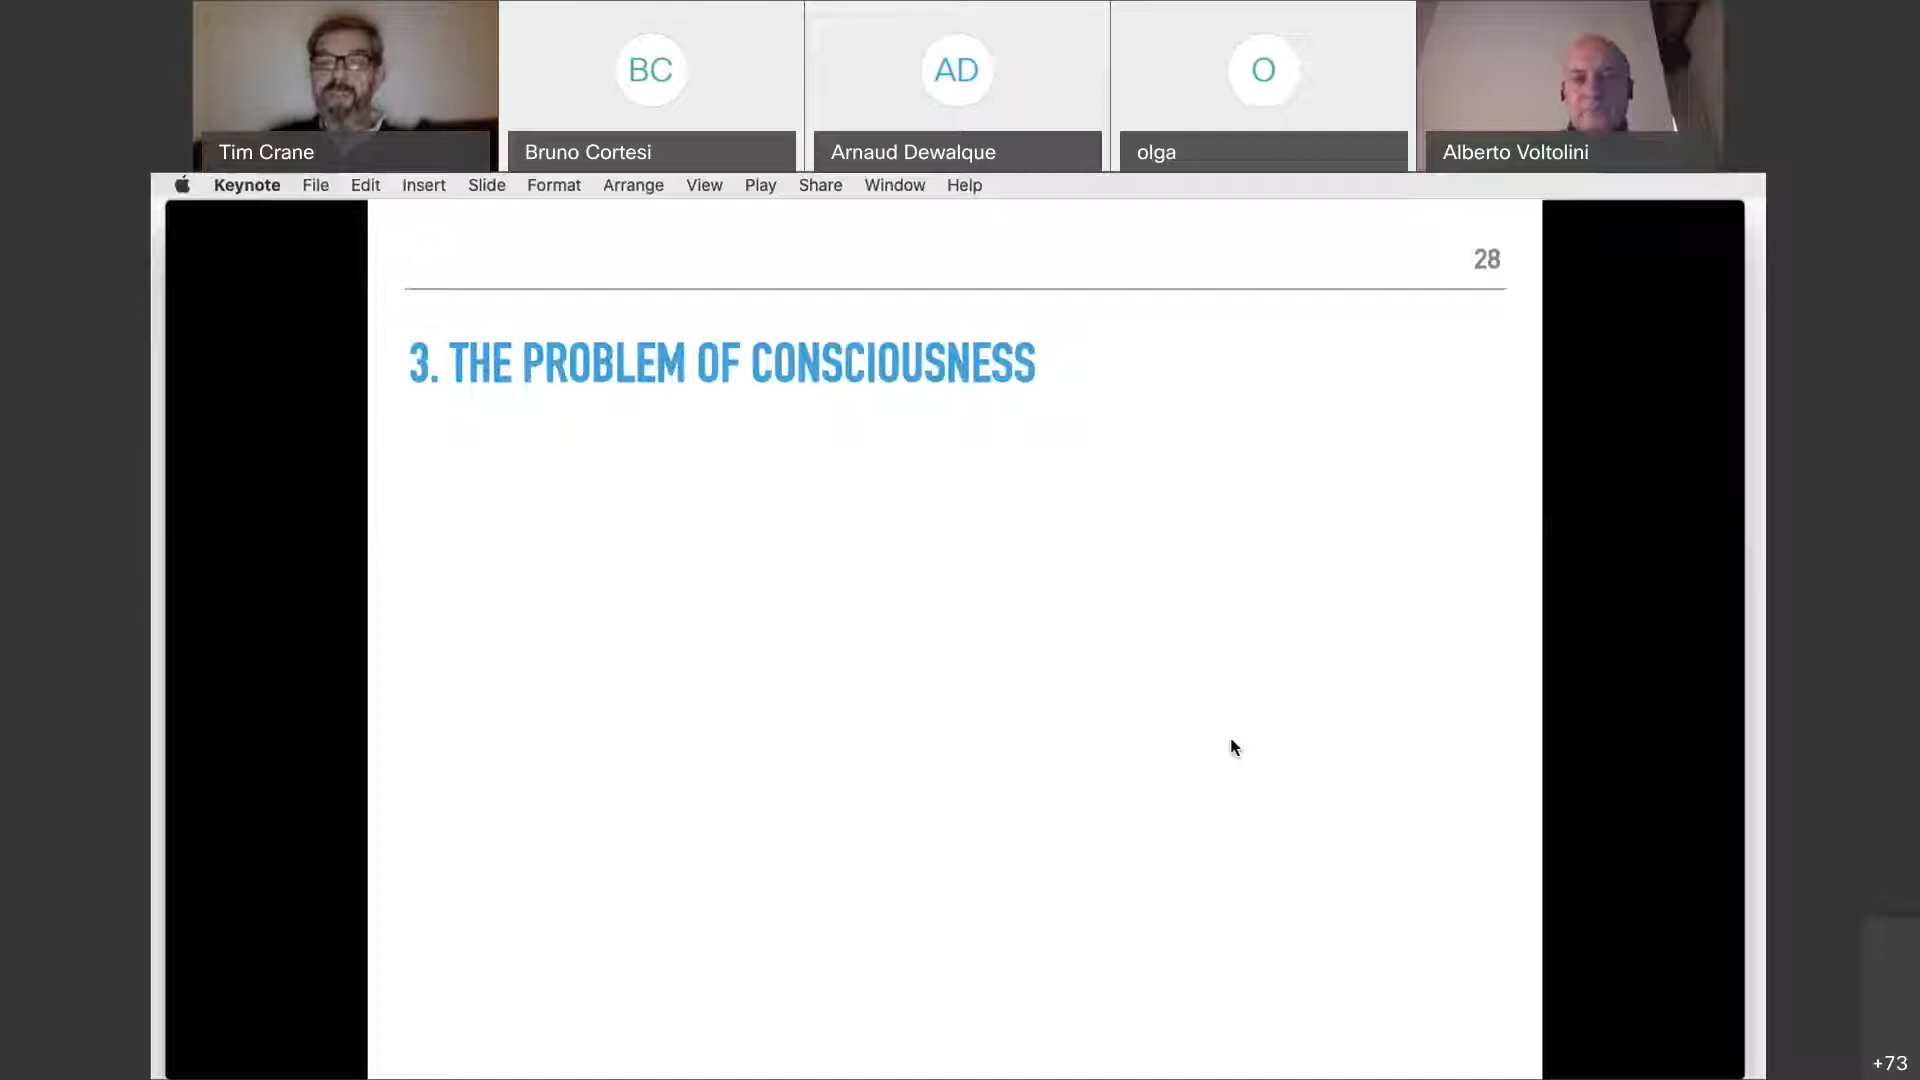 BC
AD
O
Tim Crane
Bruno Cortesi
Arnaud Dewalque
olga
Alberto Voltolini
Keynote File Edit Insert Slide Format Arrange View Play Share Window Help
28
3. THE PROBLEM OF CONSCIOUSNESS
+73